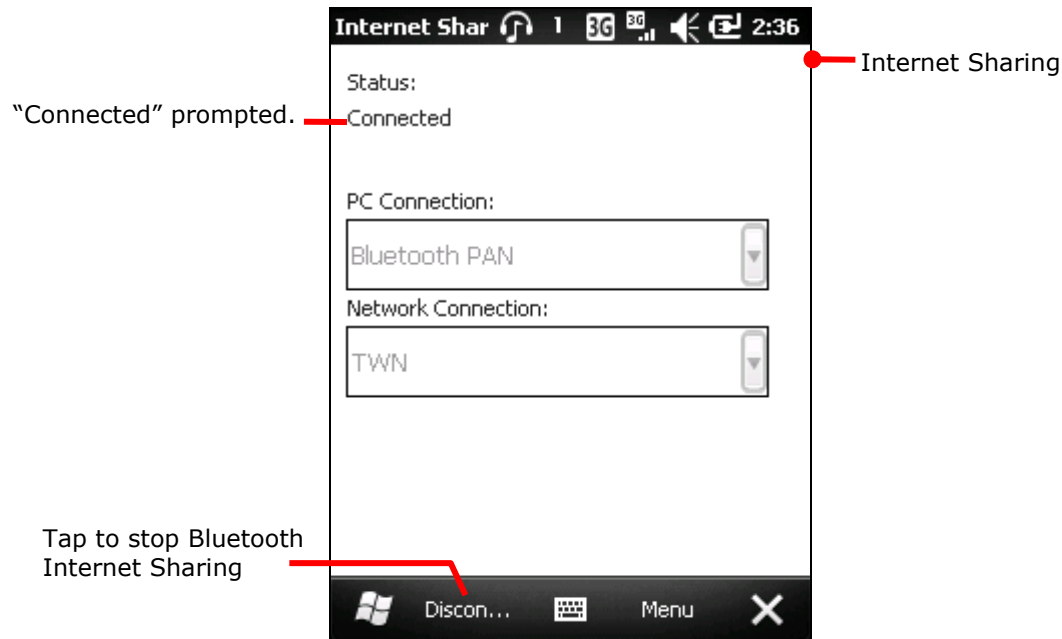 Internet Shar 1 3G 3G 2:36
Internet Sharing
Status:
“Connected” prompted.
Connected
PC Connection:
Bluetooth PAN
Network Connection:
TWN
Tap to stop Bluetooth
Internet Sharing
Discon... Menu